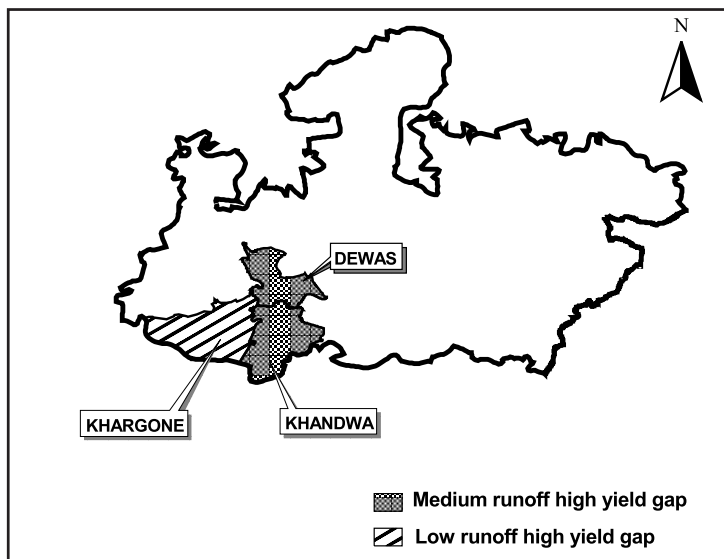 N
DEWAS
KHARGONE
KHANDWA
Medium runoff high yield gap
Low runoff high yield gap